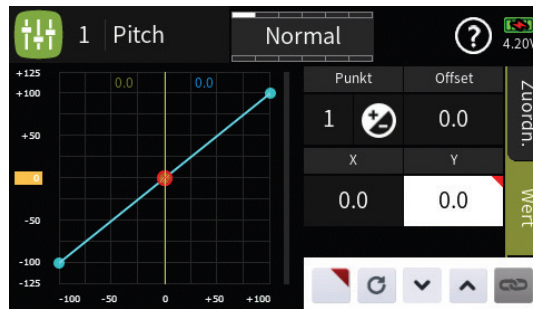 1 Pitch Normal ? 4.20V
+125
+100
+50
0
-50
-100
-125
0.0 0.0
-100 -50 0 +50 +100
Punkt Offset
1 0.0
X Y
0.0 0.0
Zuordn.
Wert